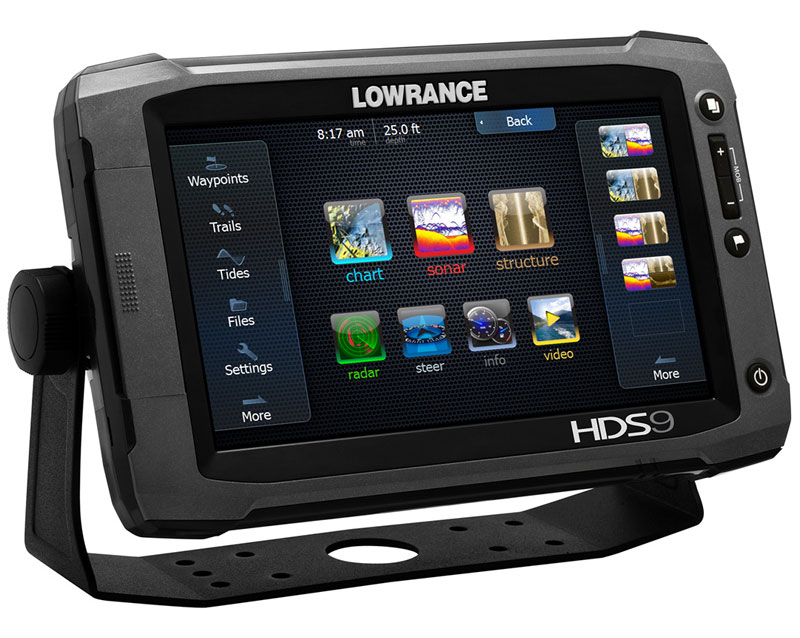 LOWRANCE
8:17 am
time
25.0 ft
depth
Back
Waypoints
Trails
Tides
Files
Settings
More
chart
sonar
structure
radar
steer
info
video
More
+
MOB
-
HDS9